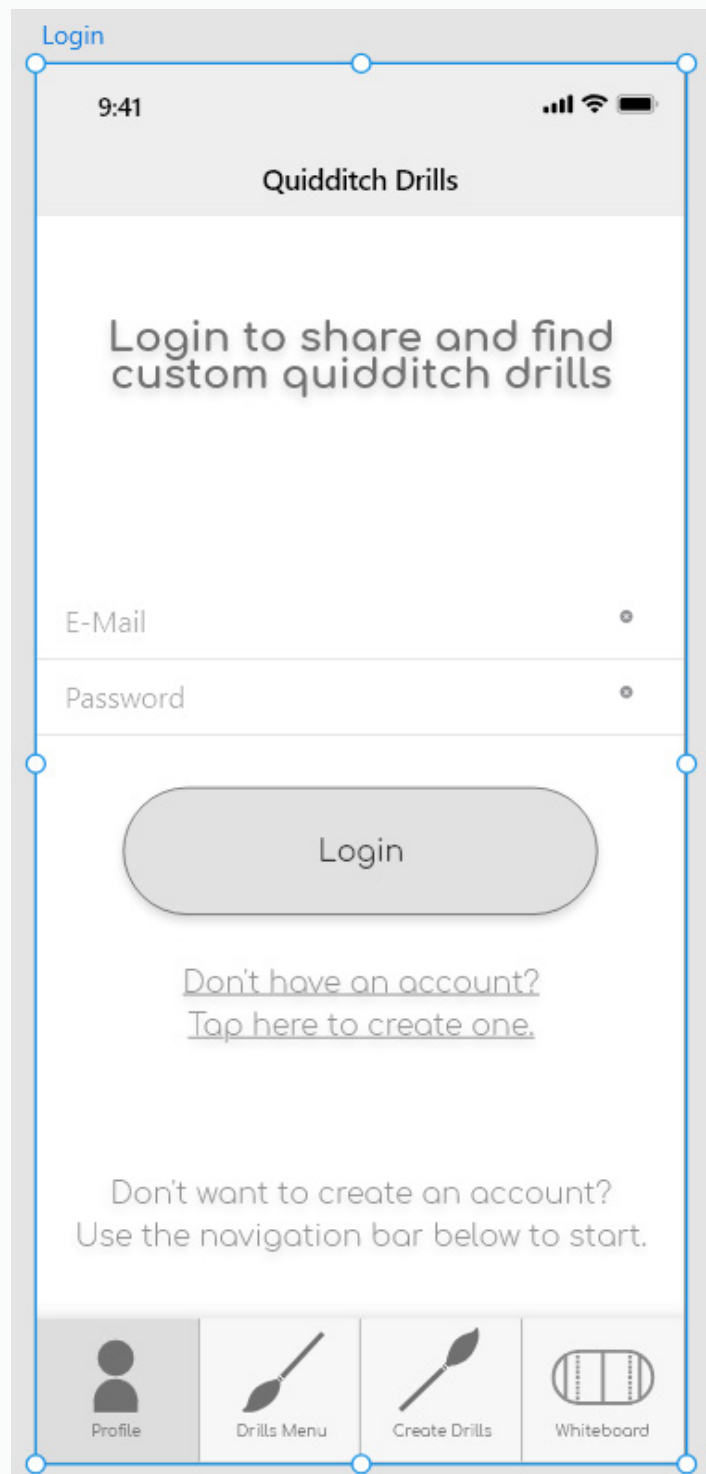 Login
9:41
Quidditch Drills
Login to share and find
custom quidditch drills
E-Mail
Password
Login
Don't have an account?
Tap here to create one.
Don't want to create an account?
Use the navigation bar below to start.
Profile
Drills Menu
Create Drills
Whiteboard